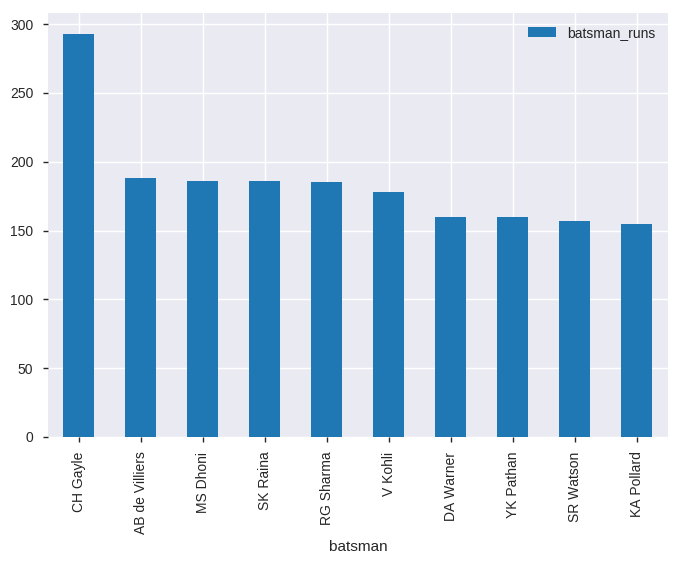 batsman_runs
300
250
200
150
100
50
0
CH Gayle
AB de Villiers
MS Dhoni
SK Raina
RG Sharma
V Kohli
DA Warner
YK Pathan
SR Watson
KA Pollard
batsman